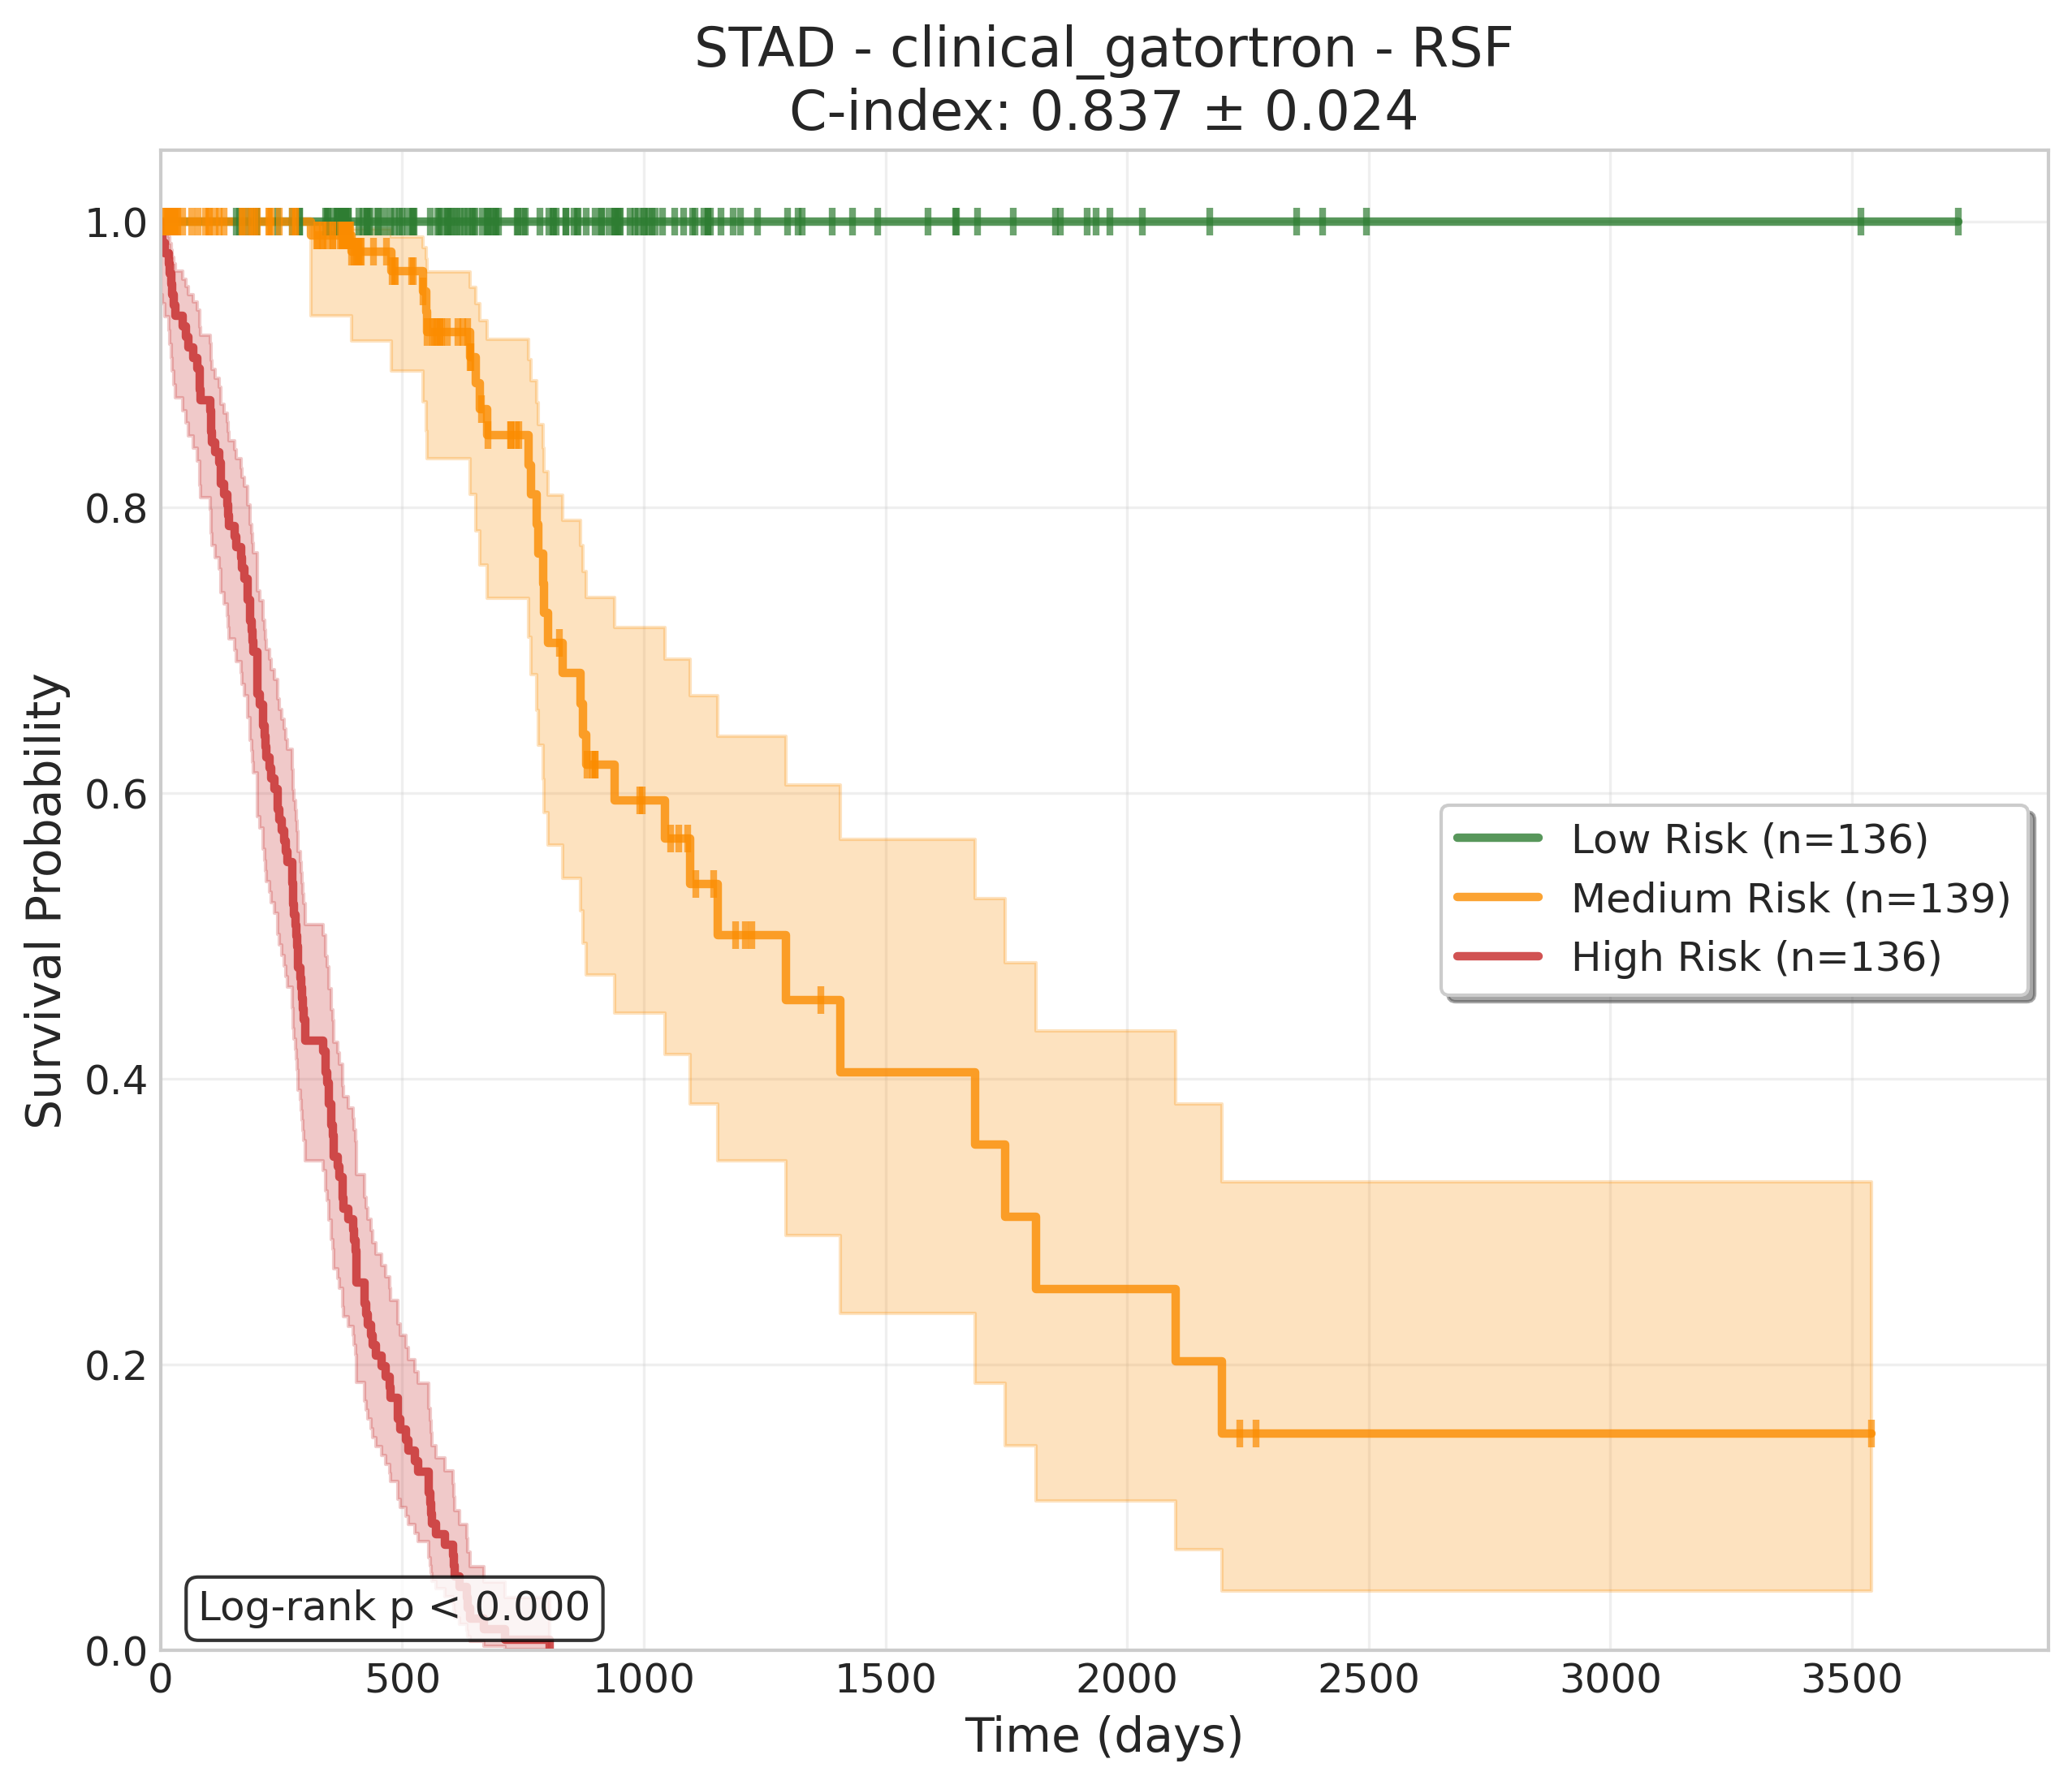 STAD - clinical_gatortron - RSF
C-index: 0.837 ± 0.024
Survival Probability
1.0
0.8
0.6
0.4
0.2
0.0
Low Risk (n=136)
Medium Risk (n=139)
High Risk (n=136)
Log-rank p < 0.000
0 500 1000 1500 2000 2500 3000 3500
Time (days)